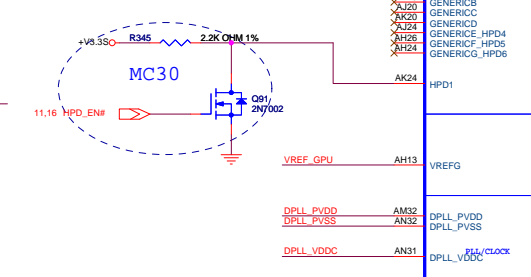 GENERICB
AJ20 GENERICC
AK20 GENERICD
AJ24 GENERICE_HPD4
AH26 GENERICF_HPD5
AH24 GENERICG_HPD6
+V3.3S R345 2.2K OHM 1%
MC30
AK24 HPD1
Q91
2N7002
11,16 HPD_EN#
VREF_GPU AH13 VREFG
DPLL_PVDD AM32 DPLL_PVDD
DPLL_PVSS AN32 DPLL_PVSS
PLL/CLOCK
DPLL_VDDC AN31 DPLL_VDDC